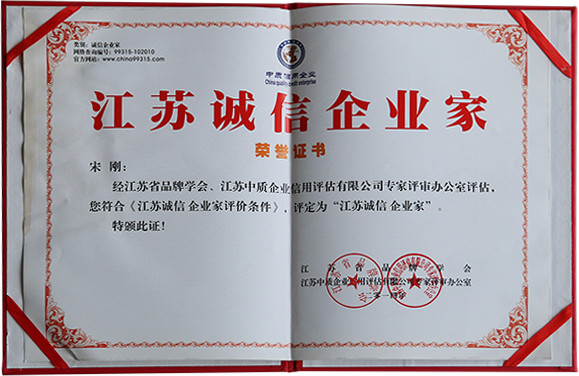 类别：诚信企业家
网络查询编号：99315-102010
官方网站：www.china99315.com
中质信用企业
China quality credit enterprise
江苏诚信企业家
荣誉证书
宋 刚：
经江苏省品牌学会、江苏中质企业信用评估有限公司专家评审办公室评估，
您符合《江苏诚信企业家评价条件》，评定为“江苏诚信企业家”。
特颁此证！
江苏省品牌学会
江苏中质企业信用评估有限公司专家评审办公室